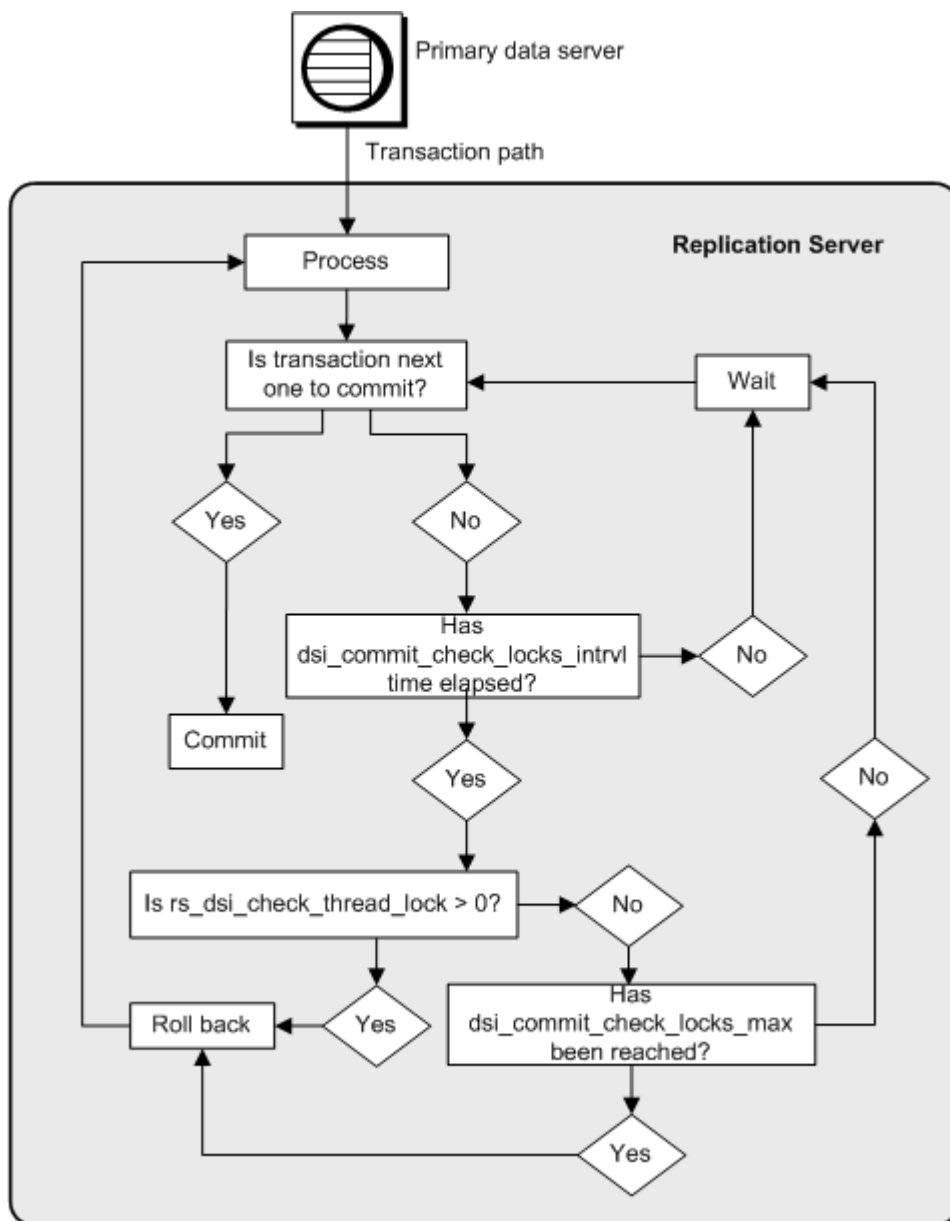 Primary data server
Transaction path
Replication Server
Process
Is transaction next
one to commit?
Wait
Yes
No
Has
dsi_commit_check_locks_intrvl
time elapsed?
No
Commit
Yes
No
Is rs_dsi_check_thread_lock > 0?
No
Roll back
Yes
Has
dsi_commit_check_locks_max
been reached?
Yes